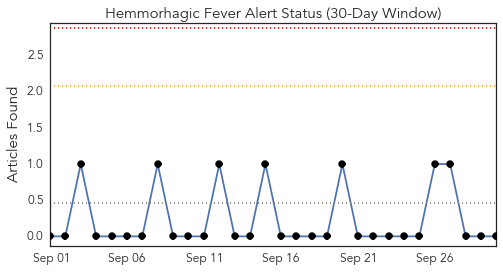 Hemmorhagic Fever Alert Status (30-Day Window)
Articles Found
2.5
2.0
1.5
1.0
0.5
0.0
Sep 01 Sep 06 Sep 11 Sep 16 Sep 21 Sep 26